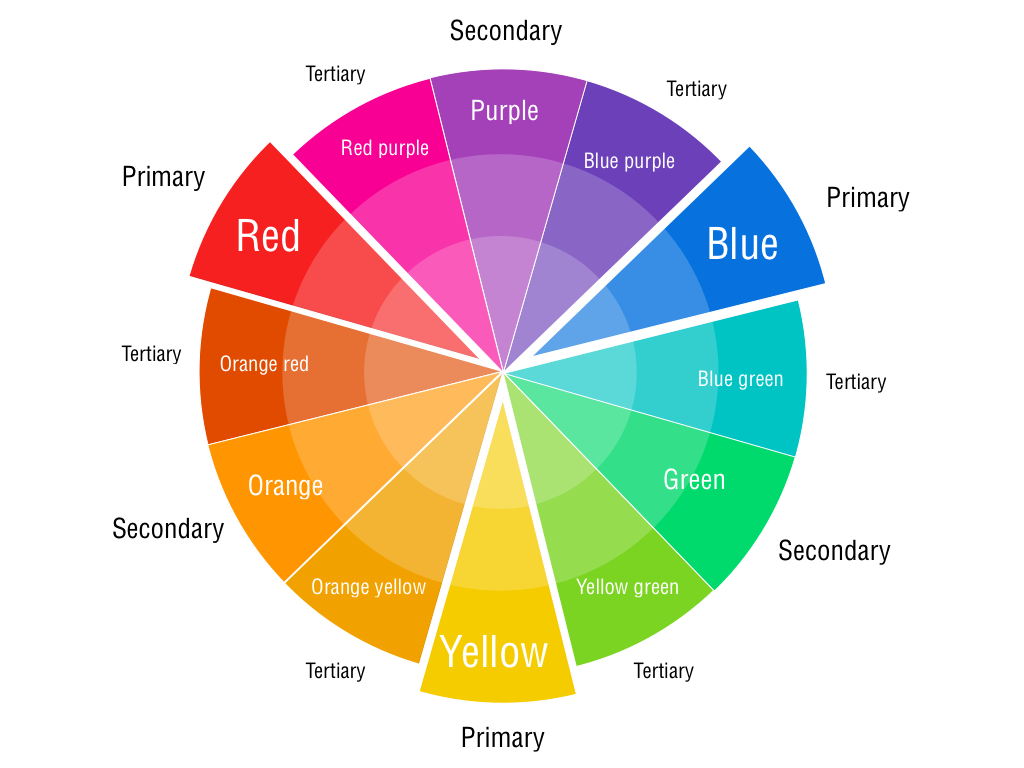 Secondary
Tertiary
Tertiary
Purple
Red purple
Blue purple
Primary
Primary
Red
Blue
Tertiary
Orange red
Blue green
Tertiary
Orange
Green
Secondary
Secondary
Orange yellow
Yellow green
Yellow
Tertiary
Tertiary
Primary